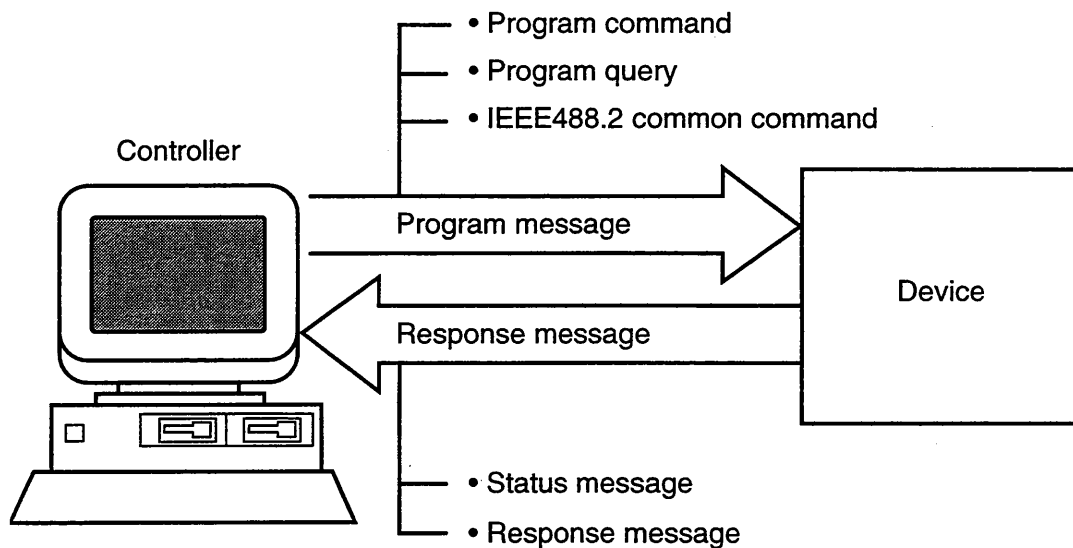 • Program command
• Program query
• IEEE488.2 common command
Controller
Program message
Device
Response message
• Status message
• Response message